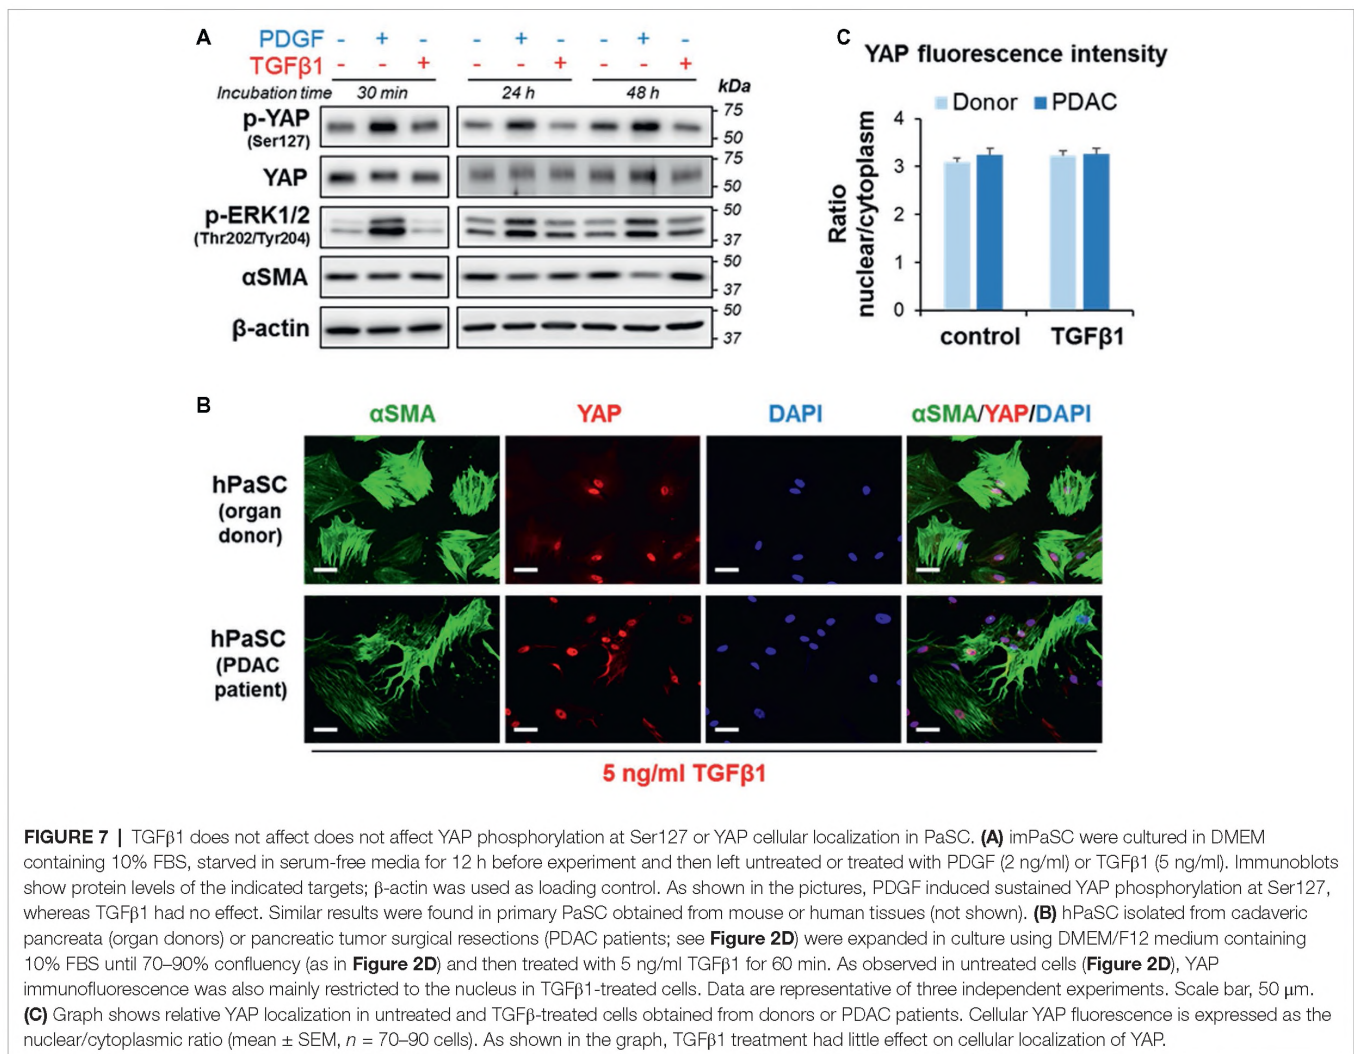 A
PDGF - + - - + - - + -
TGFβ1 - - + - - + - - +
Incubation time 30 min 24 h 48 h kDa
p-YAP
(Ser127)
75
50
YAP
75
50
p-ERK1/2
(Thr202/Tyr204)
50
37
αSMA
50
37
β-actin
50
37
C
YAP fluorescence intensity
Donor PDAC
Ratio
nuclear/cytoplasm
4
3
2
1
0
control TGFβ1
B
αSMA YAP DAPI αSMA/YAP/DAPI
hPaSC
(organ
donor)
hPaSC
(PDAC
patient)
5 ng/ml TGFβ1
FIGURE 7 | TGFβ1 does not affect does not affect YAP phosphorylation at Ser127 or YAP cellular localization in PaSC. (A) imPaSC were cultured in DMEM
containing 10% FBS, starved in serum-free media for 12 h before experiment and then left untreated or treated with PDGF (2 ng/ml) or TGFβ1 (5 ng/ml). Immunoblots
show protein levels of the indicated targets; β-actin was used as loading control. As shown in the pictures, PDGF induced sustained YAP phosphorylation at Ser127,
whereas TGFβ1 had no effect. Similar results were found in primary PaSC obtained from mouse or human tissues (not shown). (B) hPaSC isolated from cadaveric
pancreata (organ donors) or pancreatic tumor surgical resections (PDAC patients; see Figure 2D) were expanded in culture using DMEM/F12 medium containing
10% FBS until 70–90% confluency (as in Figure 2D) and then treated with 5 ng/ml TGFβ1 for 60 min. As observed in untreated cells (Figure 2D), YAP
immunofluorescence was also mainly restricted to the nucleus in TGFβ1-treated cells. Data are representative of three independent experiments. Scale bar, 50 μm.
(C) Graph shows relative YAP localization in untreated and TGFβ-treated cells obtained from donors or PDAC patients. Cellular YAP fluorescence is expressed as the
nuclear/cytoplasmic ratio (mean ± SEM, n = 70–90 cells). As shown in the graph, TGFβ1 treatment had little effect on cellular localization of YAP.